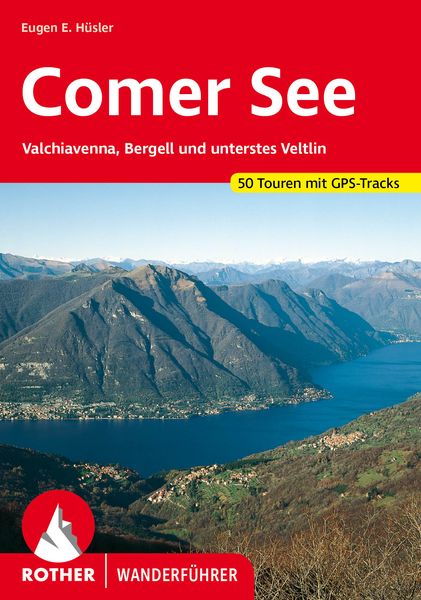 Eugen E. Hüsler
Comer See
Valchiavenna, Bergell und unterstes Veltlin
50 Touren mit GPS-Tracks
ROTHER WANDERFÜHRER